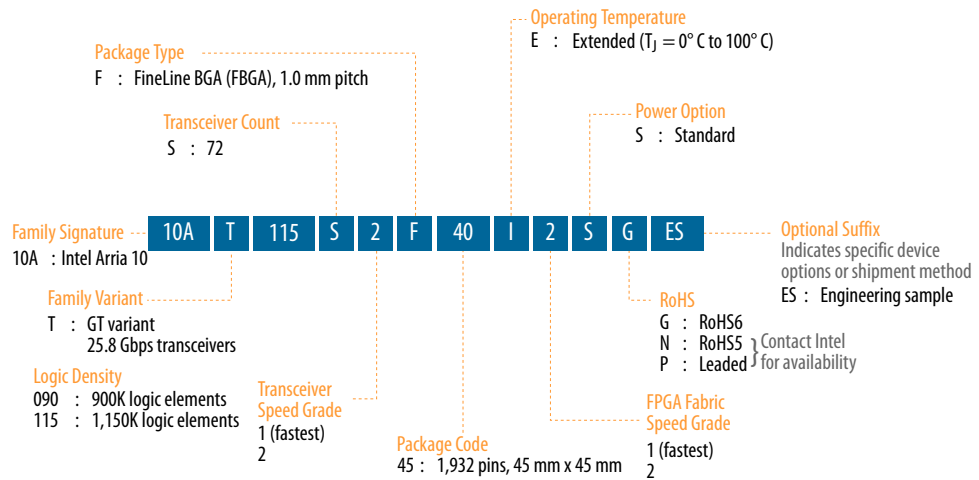 Operating Temperature
E : Extended (TJ = 0° C to 100° C)
Package Type
F : FineLine BGA (FBGA), 1.0 mm pitch
Power Option
S : Standard
Transceiver Count
S : 72
10A T 115 S 2 F 40 I 2 S G ES
Family Signature
10A : Intel Arria 10
Optional Suffix
Indicates specific device
options or shipment method
ES : Engineering sample
Family Variant
T : GT variant
25.8 Gbps transceivers
RoHS
G : RoHS6
N : RoHS5
P : Leaded
} Contact Intel
for availability
Logic Density
090 : 900K logic elements
115 : 1,150K logic elements
Transceiver
Speed Grade
1 (fastest)
2
Package Code
45 : 1,932 pins, 45 mm x 45 mm
FPGA Fabric
Speed Grade
1 (fastest)
2